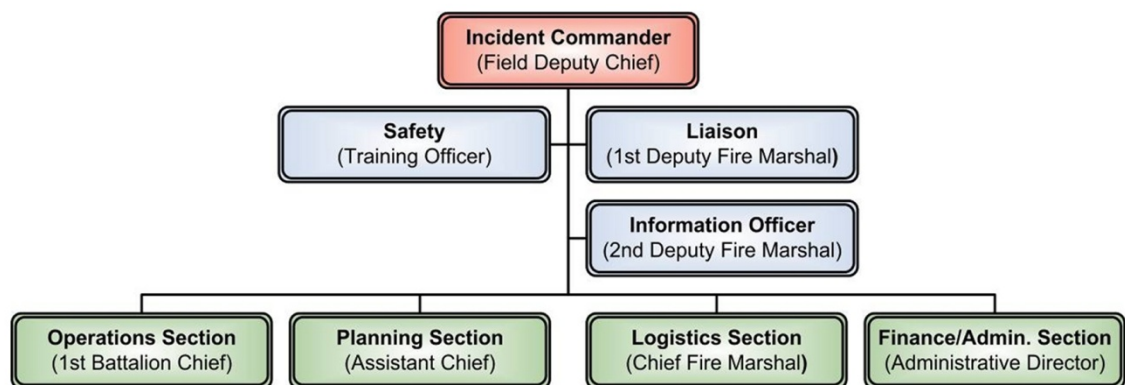 Incident Commander
(Field Deputy Chief)
Safety
(Training Officer)
Liaison
(1st Deputy Fire Marshal)
Information Officer
(2nd Deputy Fire Marshal)
Operations Section
(1st Battalion Chief)
Planning Section
(Assistant Chief)
Logistics Section
(Chief Fire Marshal)
Finance/Admin. Section
(Administrative Director)